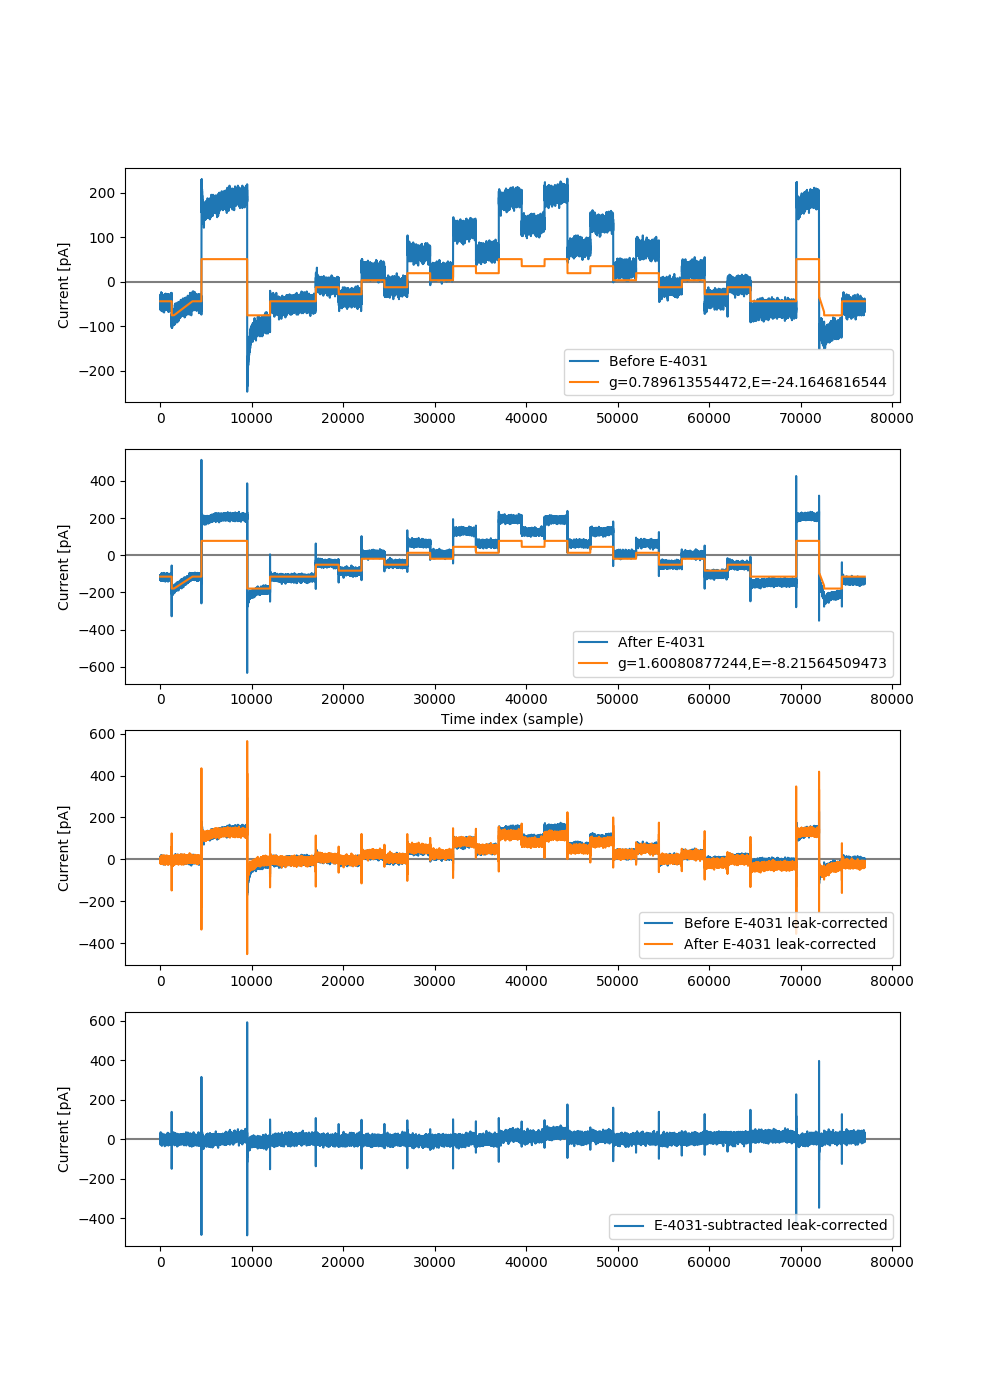 200
100
0
−100
−200
Current [pA]
Before E-4031
g=0.789613554472,E=-24.1646816544
0 10000 20000 30000 40000 50000 60000 70000 80000
400
200
0
−200
−400
−600
Current [pA]
After E-4031
g=1.60080877244,E=-8.21564509473
0 10000 20000 30000 40000 50000 60000 70000 80000
Time index (sample)
600
400
200
0
−200
−400
Current [pA]
Before E-4031 leak-corrected
After E-4031 leak-corrected
0 10000 20000 30000 40000 50000 60000 70000 80000
600
400
200
0
−200
−400
Current [pA]
E-4031-subtracted leak-corrected
0 10000 20000 30000 40000 50000 60000 70000 80000